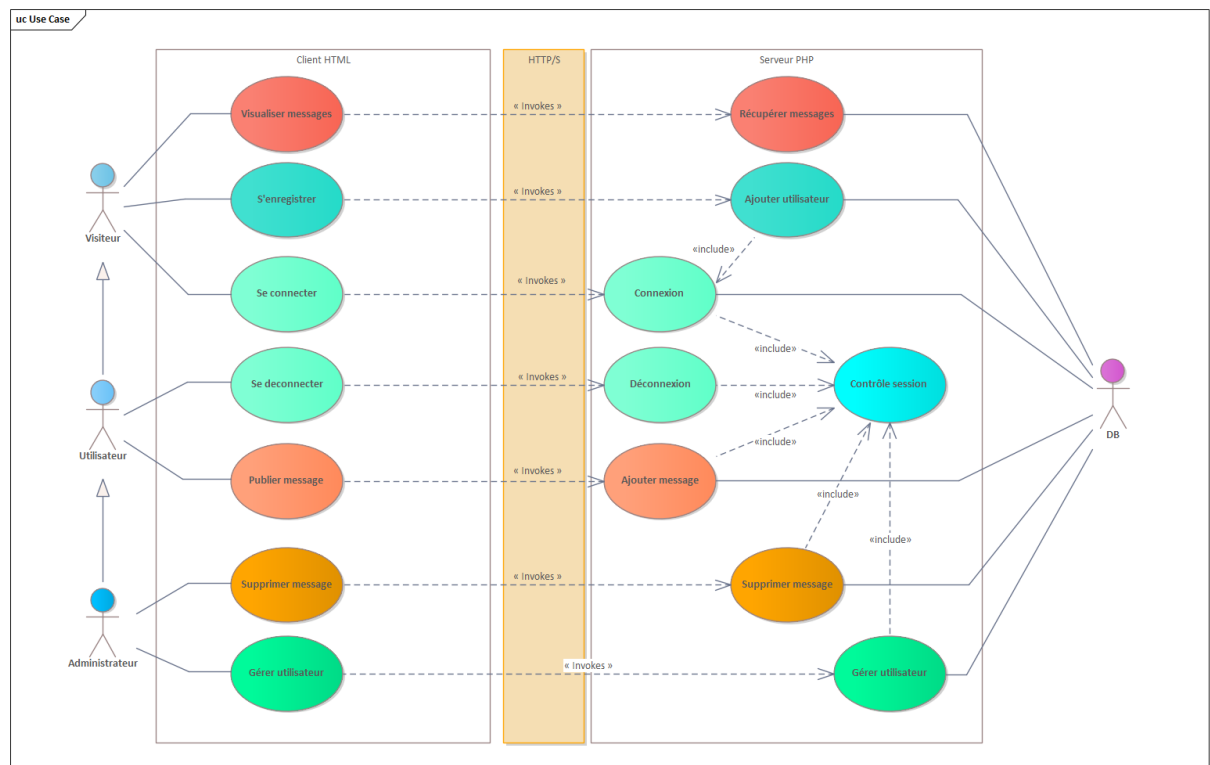 uc Use Case
Client HTML
HTTP/S
Serveur PHP
Visualiser messages
« Invokes »
Récupérer messages
S'enregistrer
« Invokes »
Ajouter utilisateur
Visiteur
«include»
Se connecter
« Invokes »
Connexion
«include»
Se deconnecter
« Invokes »
Déconnexion
Contrôle session
«include»
DB
Utilisateur
«include»
Publier message
« Invokes »
Ajouter message
«include»
«include»
Supprimer message
« Invokes »
Supprimer message
Administrateur
« Invokes »
Gérer utilisateur
Gérer utilisateur